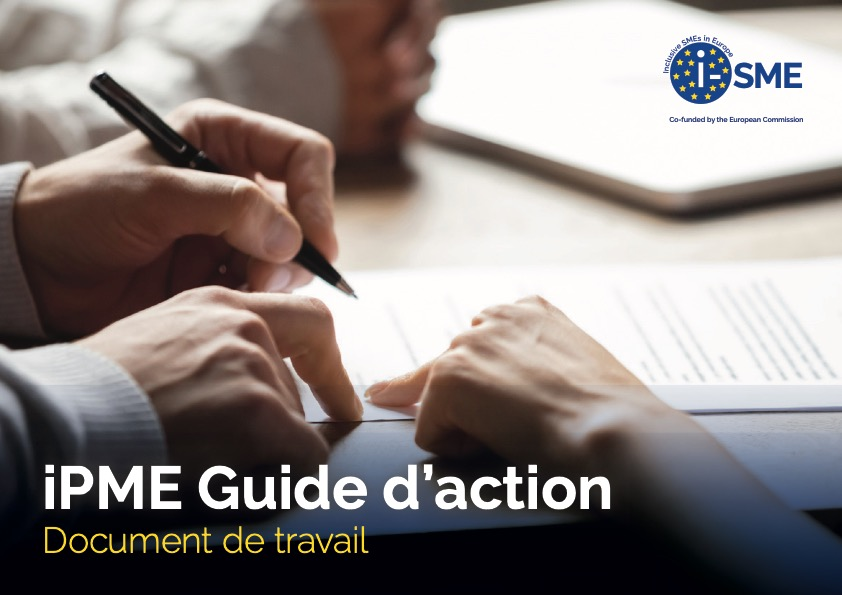 Inclusive SMEs in Europe
i-SME
Co-funded by the European Commission
iPME Guide d’action
Document de travail